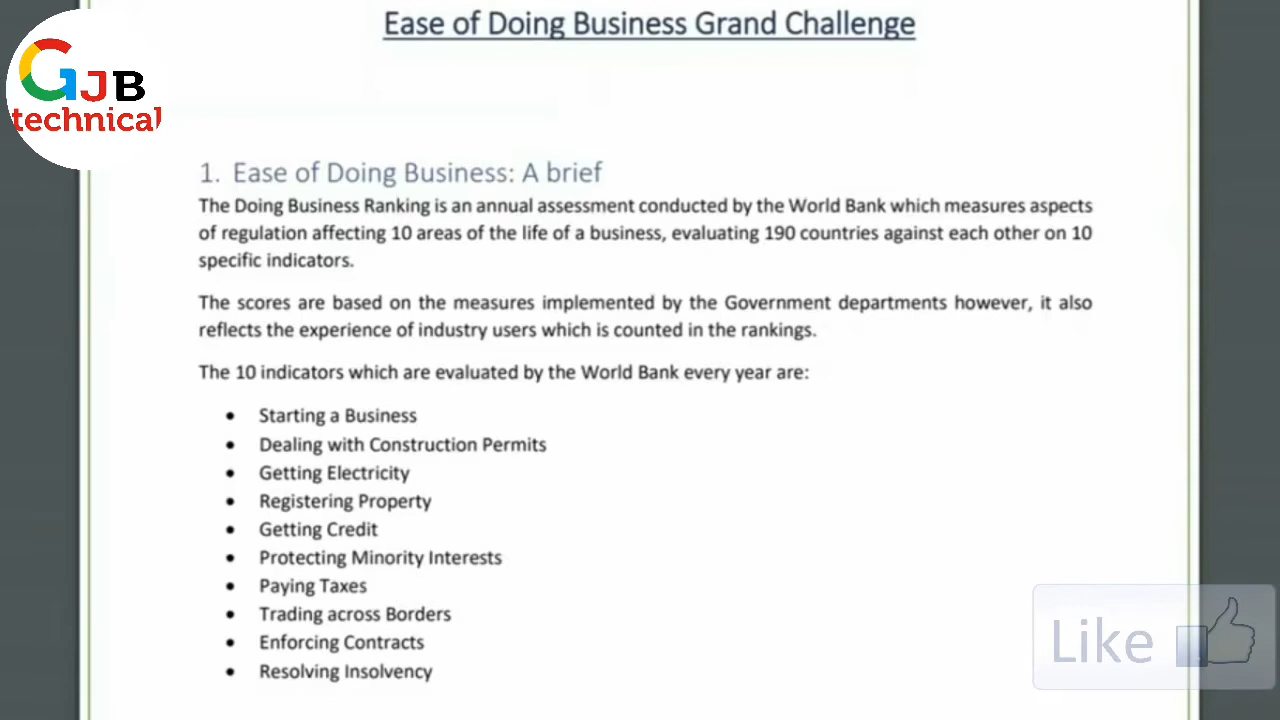 Ease of Doing Business Grand Challenge
GJB
technical
1. Ease of Doing Business: A brief
The Doing Business Ranking is an annual assessment conducted by the World Bank which measures aspects
of regulation affecting 10 areas of the life of a business, evaluating 190 countries against each other on 10
specific indicators.
The scores are based on the measures implemented by the Government departments however, it also
reflects the experience of industry users which is counted in the rankings.
The 10 indicators which are evaluated by the World Bank every year are:
• Starting a Business
• Dealing with Construction Permits
• Getting Electricity
• Registering Property
• Getting Credit
• Protecting Minority Interests
• Paying Taxes
• Trading across Borders
• Enforcing Contracts
• Resolving Insolvency
Like